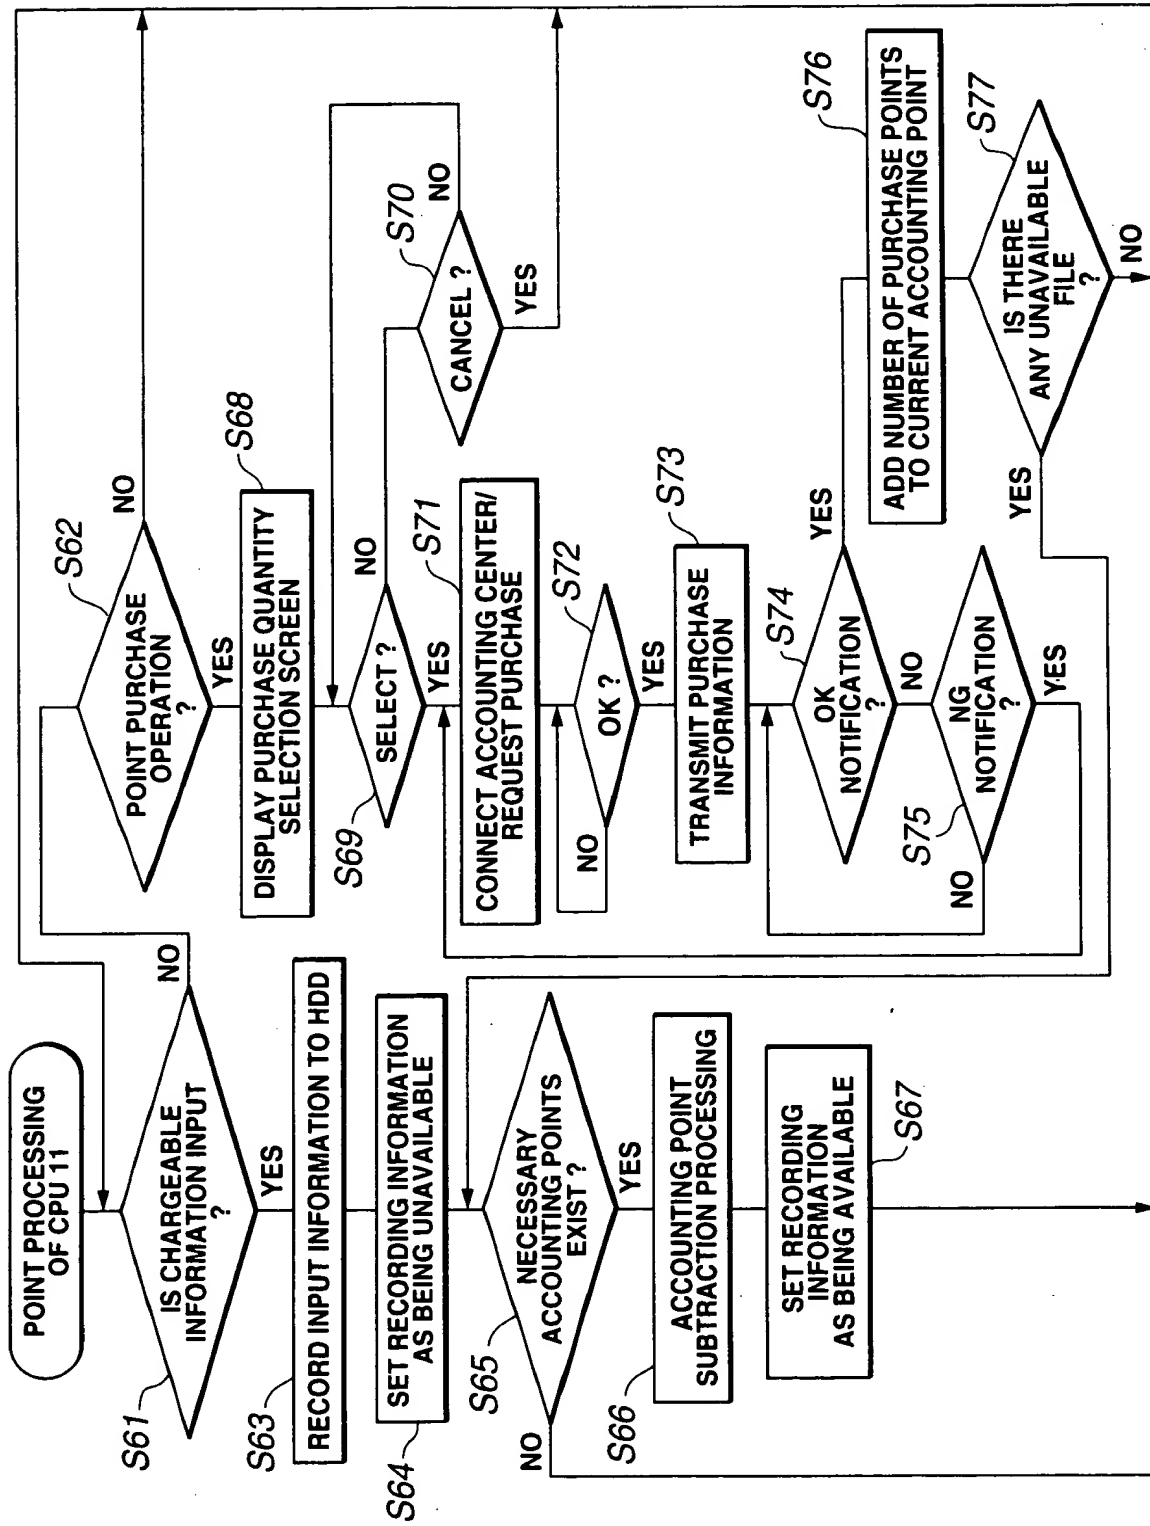 POINT PROCESSING
OF CPU 11
S61
IS CHARGEABLE
INFORMATION INPUT
?
NO
YES
S63
RECORD INPUT INFORMATION TO HDD
S64
SET RECORDING INFORMATION
AS BEING UNAVAILABLE
S65
NECESSARY
ACCOUNTING POINTS
EXIST ?
NO
YES
S66
ACCOUNTING POINT
SUBTRACTION PROCESSING
S67
SET RECORDING
INFORMATION
AS BEING AVAILABLE
S62
POINT PURCHASE
OPERATION
?
NO
YES
S68
DISPLAY PURCHASE QUANTITY
SELECTION SCREEN
S69
SELECT ?
NO
YES
S70
CANCEL ?
NO
YES
S71
CONNECT ACCOUNTING CENTER/
REQUEST PURCHASE
S72
OK ?
NO
YES
S73
TRANSMIT PURCHASE
INFORMATION
S74
OK
NOTIFICATION
?
YES
NO
S75
NG
NOTIFICATION
?
NO
YES
S76
ADD NUMBER OF PURCHASE POINTS
TO CURRENT ACCOUNTING POINT
S77
IS THERE
ANY UNAVAILABLE
FILE
?
YES
NO